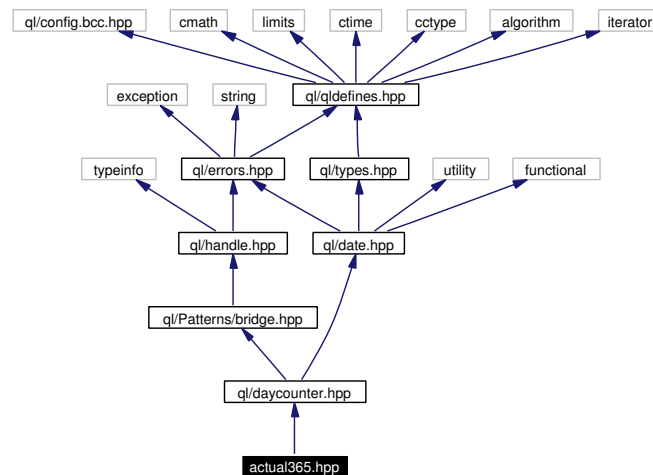 ql/config.bcc.hpp cmath limits ctime cctype algorithm iterator
exception string ql/qldefines.hpp
typeinfo ql/errors.hpp ql/types.hpp utility functional
ql/handle.hpp ql/date.hpp
ql/Patterns/bridge.hpp
ql/daycounter.hpp
actual365.hpp